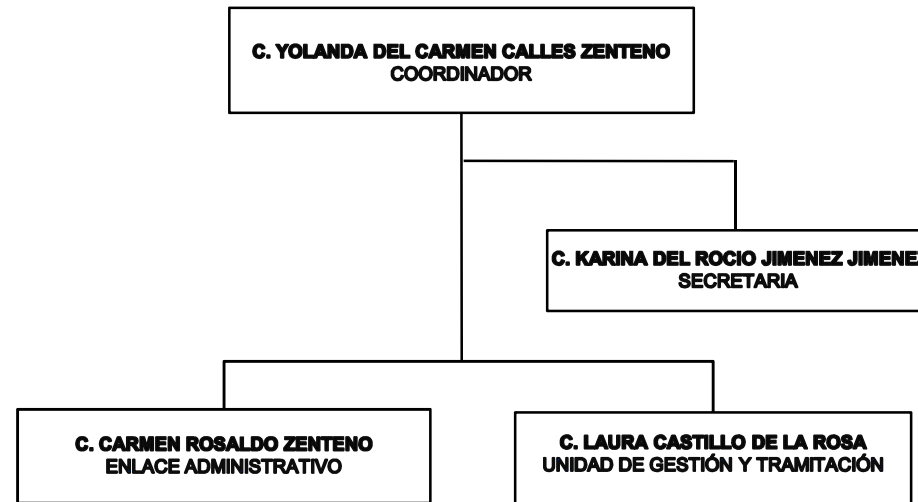 C. YOLANDA DEL CARMEN CALLES ZENTENO
COORDINADOR
C. KARINA DEL ROCIO JIMENEZ JIMENEZ
SECRETARIA
C. CARMEN ROSALDO ZENTENO
ENLACE ADMINISTRATIVO
C. LAURA CASTILLO DE LA ROSA
UNIDAD DE GESTIÓN Y TRAMITACIÓN